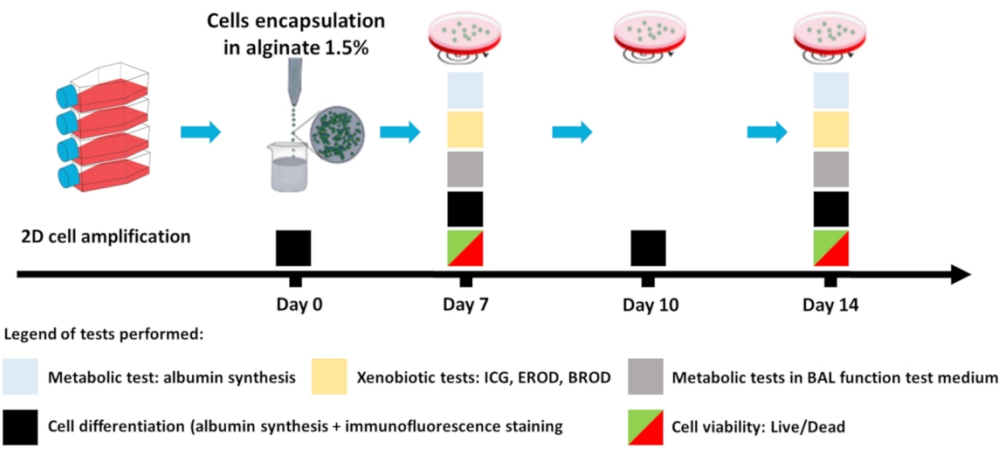 Cells encapsulation
in alginate 1.5%
2D cell amplification
Day 0
Day 7
Day 10
Day 14
Legend of tests performed:
Metabolic test: albumin synthesis
Xenobiotic tests: ICG, EROD, BROD
Metabolic tests in BAL function test medium
Cell differentiation (albumin synthesis + immunofluorescence staining
Cell viability: Live/Dead